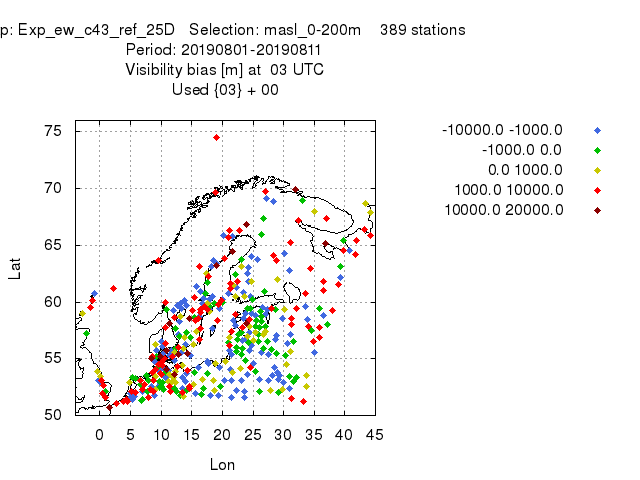 p: Exp_ew_c43_ref_25D Selection: masl_0-200m 389 stations
Period: 20190801-20190811
Visibility bias [m] at 03 UTC
Used {03} + 00
-10000.0 -1000.0
-1000.0 0.0
0.0 1000.0
1000.0 10000.0
10000.0 20000.0
75
70
65
60
55
50
Lat
0 5 10 15 20 25 30 35 40 45
Lon